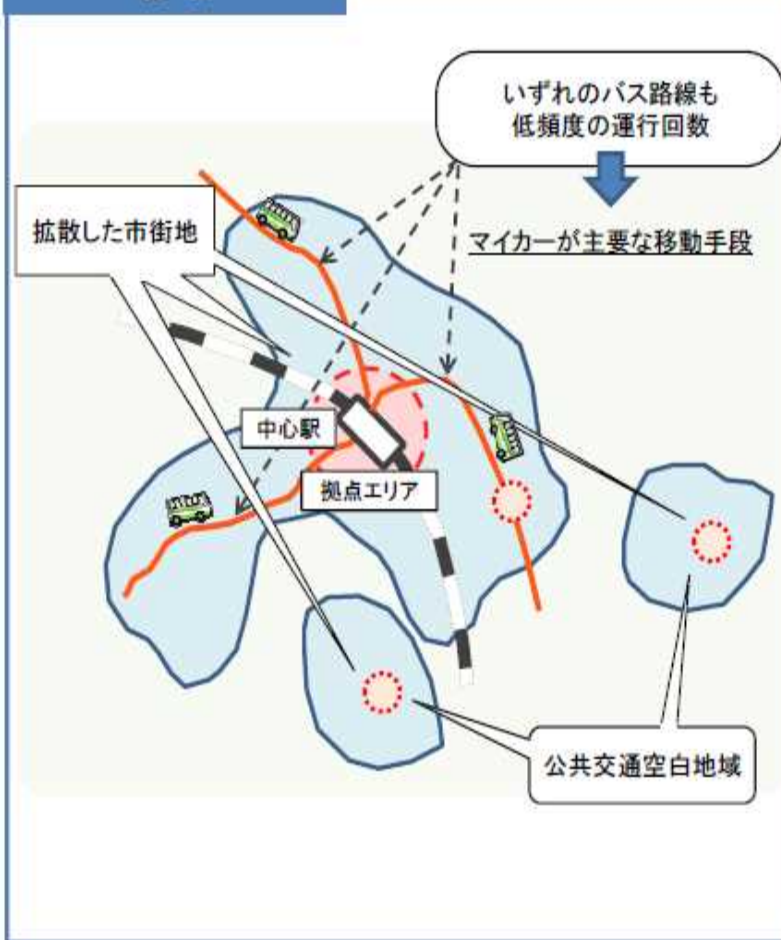 いずれのバス路線も
低頻度の運行回数
マイカーが主要な移動手段
拡散した市街地
中心駅
拠点エリア
公共交通空白地域